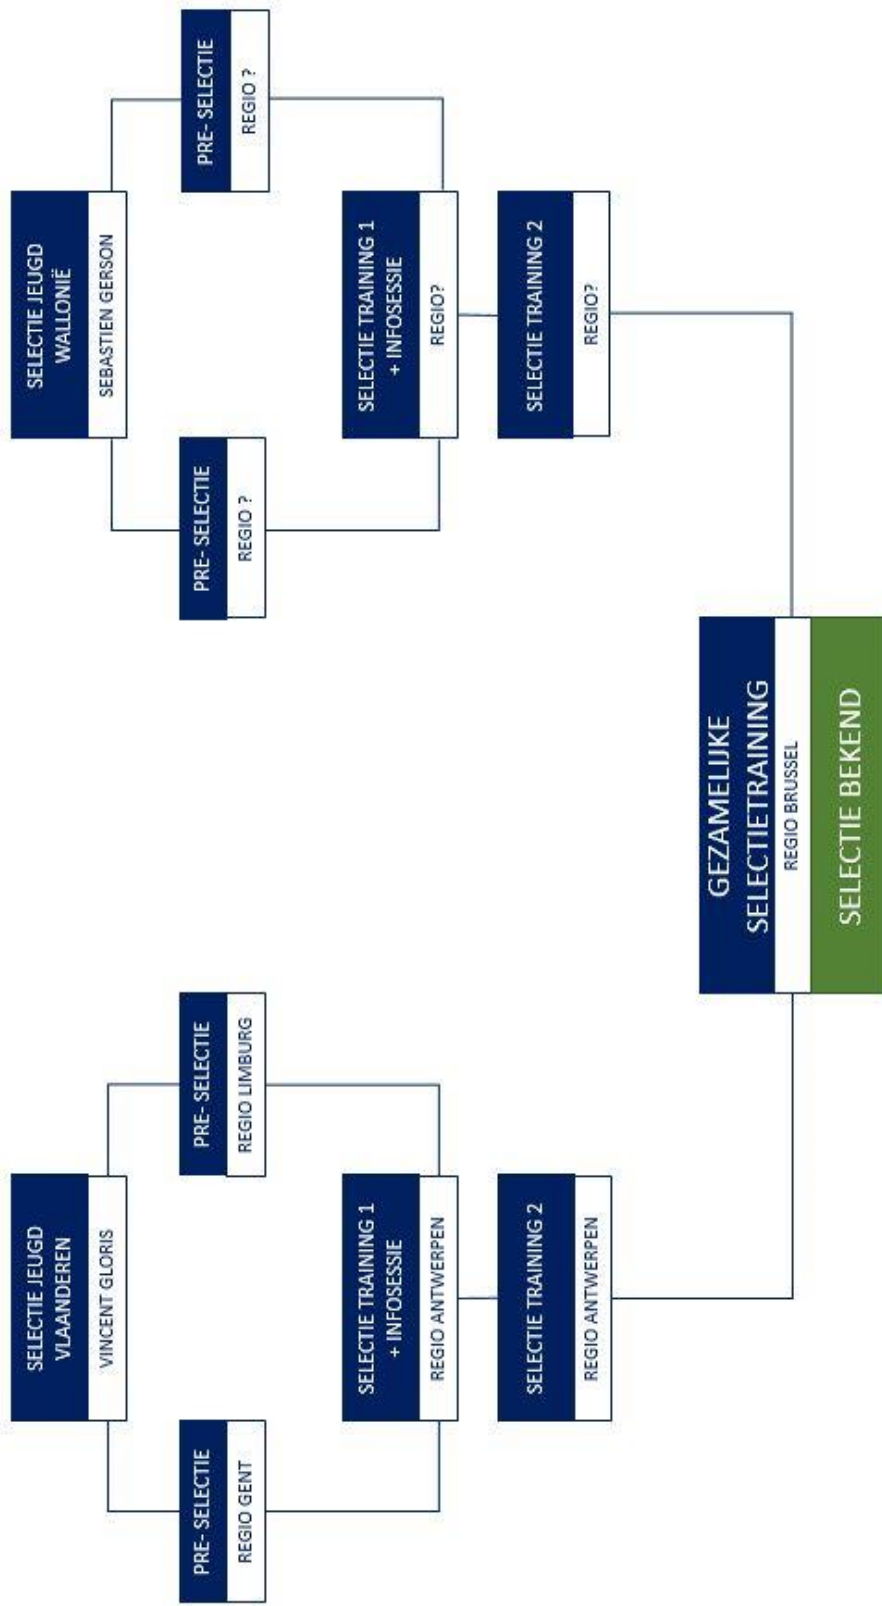 SELECTIE JEUGD
VLAANDEREN
VINCENT GLORIS
PRE- SELECTIE
REGIO GENT
PRE- SELECTIE
REGIO LIMBURG
SELECTIE TRAINING 1
+ INFOSESSIE
REGIO ANTWERPEN
SELECTIE TRAINING 2
REGIO ANTWERPEN
SELECTIE JEUGD
WALLONIË
SEBASTIEN GERSON
PRE- SELECTIE
REGIO ?
PRE- SELECTIE
REGIO ?
SELECTIE TRAINING 1
+ INFOSESSIE
REGIO?
SELECTIE TRAINING 2
REGIO?
GEZAMELIJKE
SELECTIETRAINING
REGIO BRUSSEL
SELECTIE BEKEND